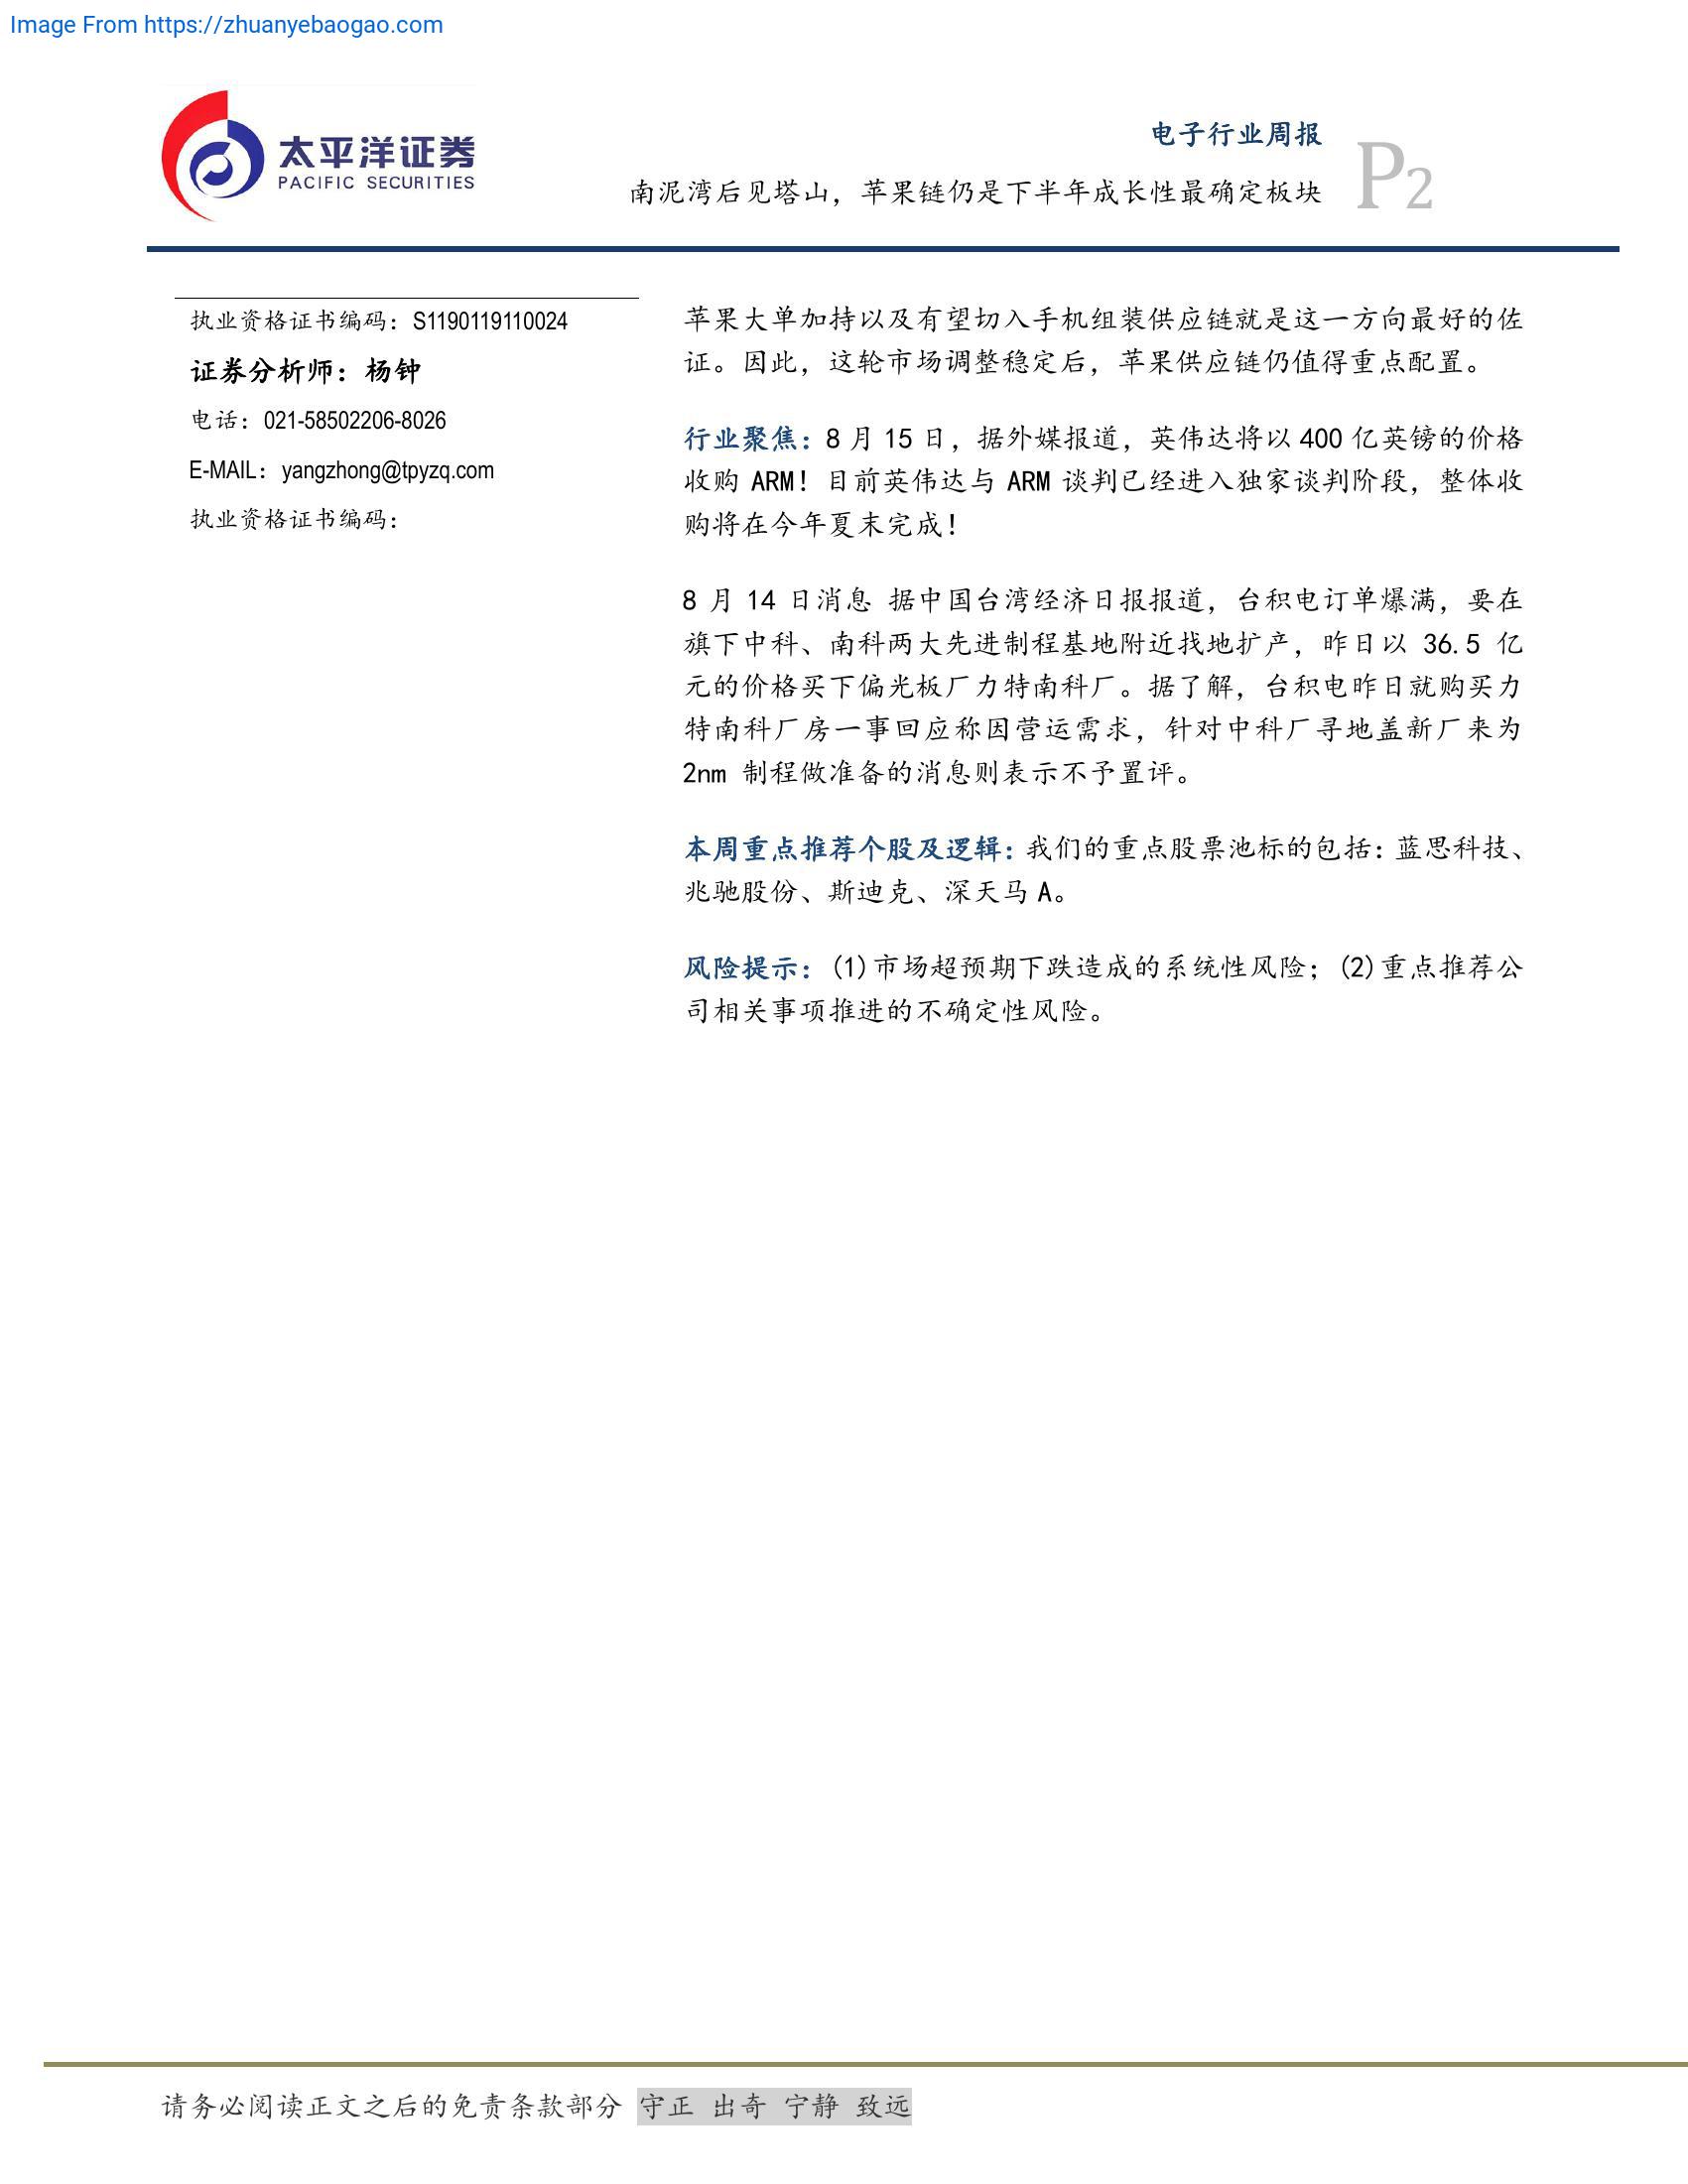 Image From https://zhuanyebaogao.com
太平洋证券
PACIFIC SECURITIES
电子行业周报
南泥湾后见塔山，苹果链仍是下半年成长性最确定板块
P2
执业资格证书编码：S1190119110024
证券分析师：杨钟
电话：021-58502206-8026
E-MAIL：yangzhong@tpyzq.com
执业资格证书编码：
苹果大单加持以及有望切入手机组装供应链就是这一方向最好的佐
证。因此，这轮市场调整稳定后，苹果供应链仍值得重点配置。
行业聚焦：8 月 15 日，据外媒报道，英伟达将以 400 亿英镑的价格
收购 ARM！目前英伟达与 ARM 谈判已经进入独家谈判阶段，整体收
购将在今年夏末完成！
8 月 14 日消息 据中国台湾经济日报报道，台积电订单爆满，要在
旗下中科、南科两大先进制程基地附近找地扩产，昨日以 36.5 亿
元的价格买下偏光板厂力特南科厂。据了解，台积电昨日就购买力
特南科厂房一事回应称因营运需求，针对中科厂寻地盖新厂来为
2nm 制程做准备的消息则表示不予置评。
本周重点推荐个股及逻辑：我们的重点股票池标的包括：蓝思科技、
兆驰股份、斯迪克、深天马 A。
风险提示：(1)市场超预期下跌造成的系统性风险；(2)重点推荐公
司相关事项推进的不确定性风险。
请务必阅读正文之后的免责条款部分 守正 出奇 宁静 致远